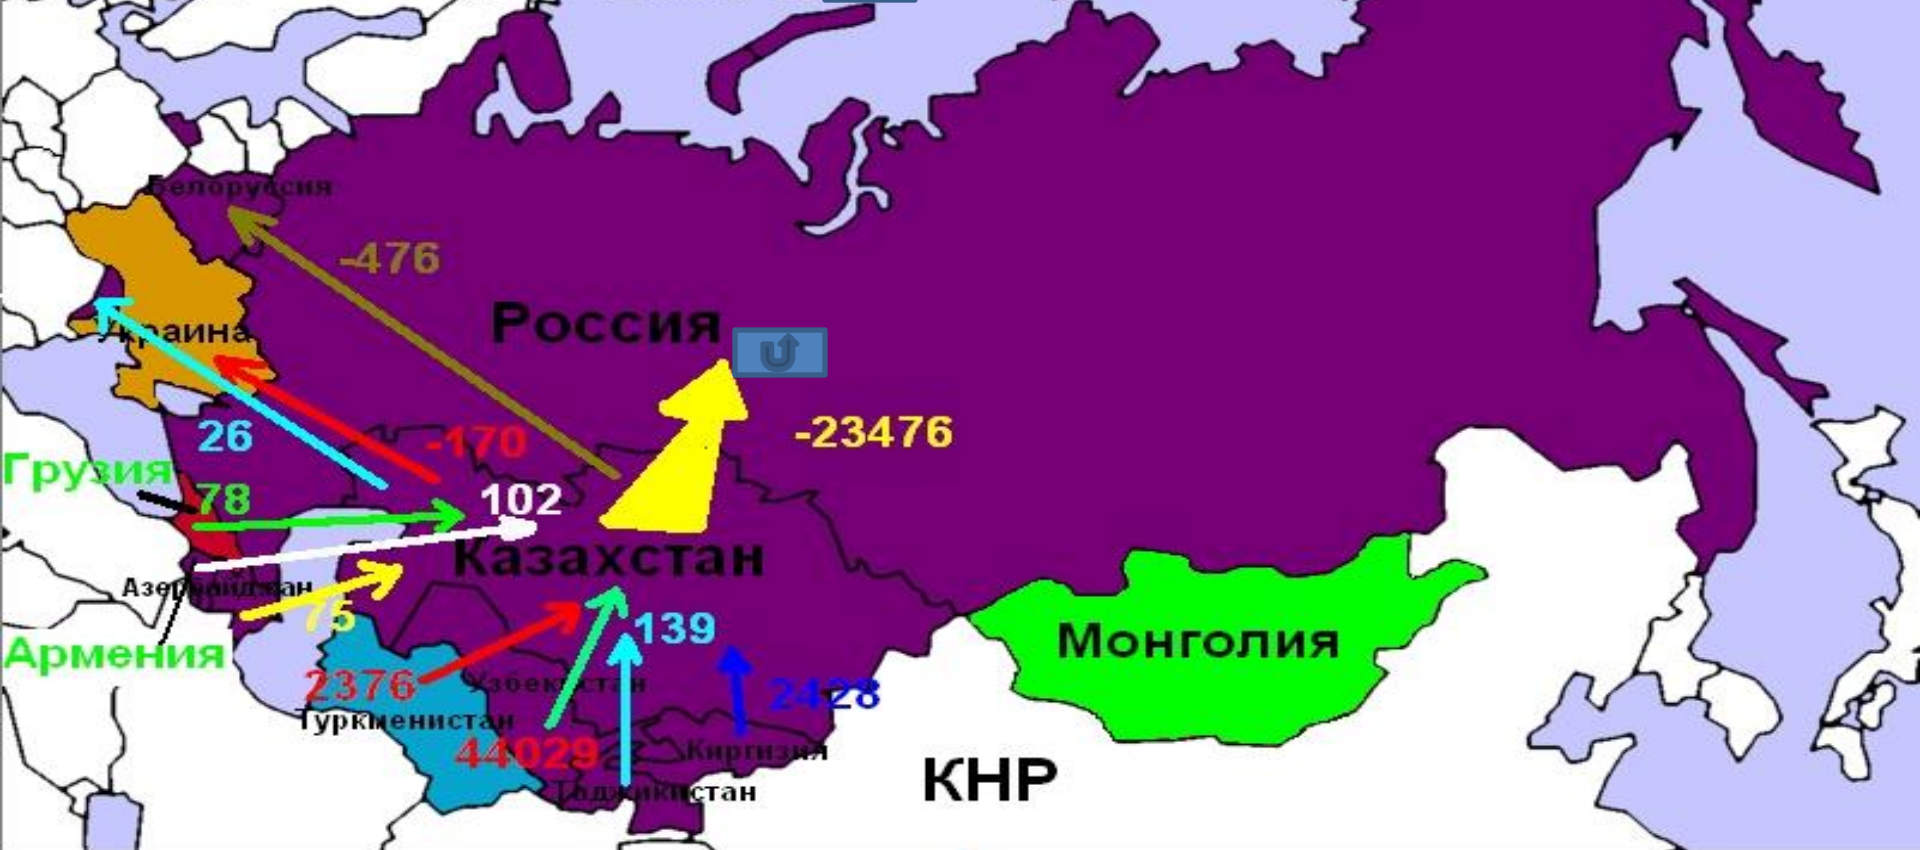 Белоруссия
-476
Россия
Украина
-23476
26
-170
Грузия
78
102
Казахстан
Азербайджан
75
139
Монголия
Армения
2376
Узбекистан
2428
Туркменистан
44029
Киргизия
КНР
Таджикистан